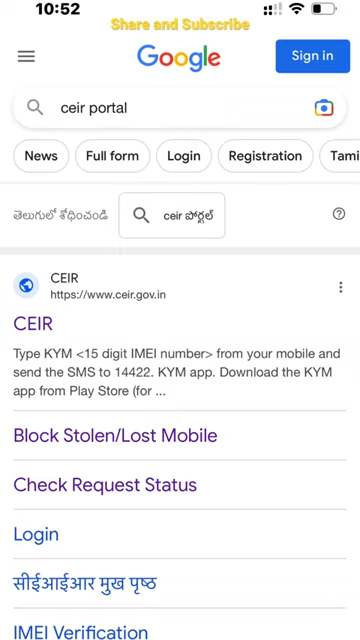 10:52
Share and Subscribe
Google
Sign in
ceir portal
News
Full form
Login
Registration
Tami
తెలుగులో శోధించండి
ceir పోర్టల్
CEIR
https://www.ceir.gov.in
CEIR
Type KYM <15 digit IMEI number> from your mobile and
send the SMS to 14422. KYM app. Download the KYM
app from Play Store (for ...
Block Stolen/Lost Mobile
Check Request Status
Login
सीईआईआर मुख पृष्ठ
IMEI Verification